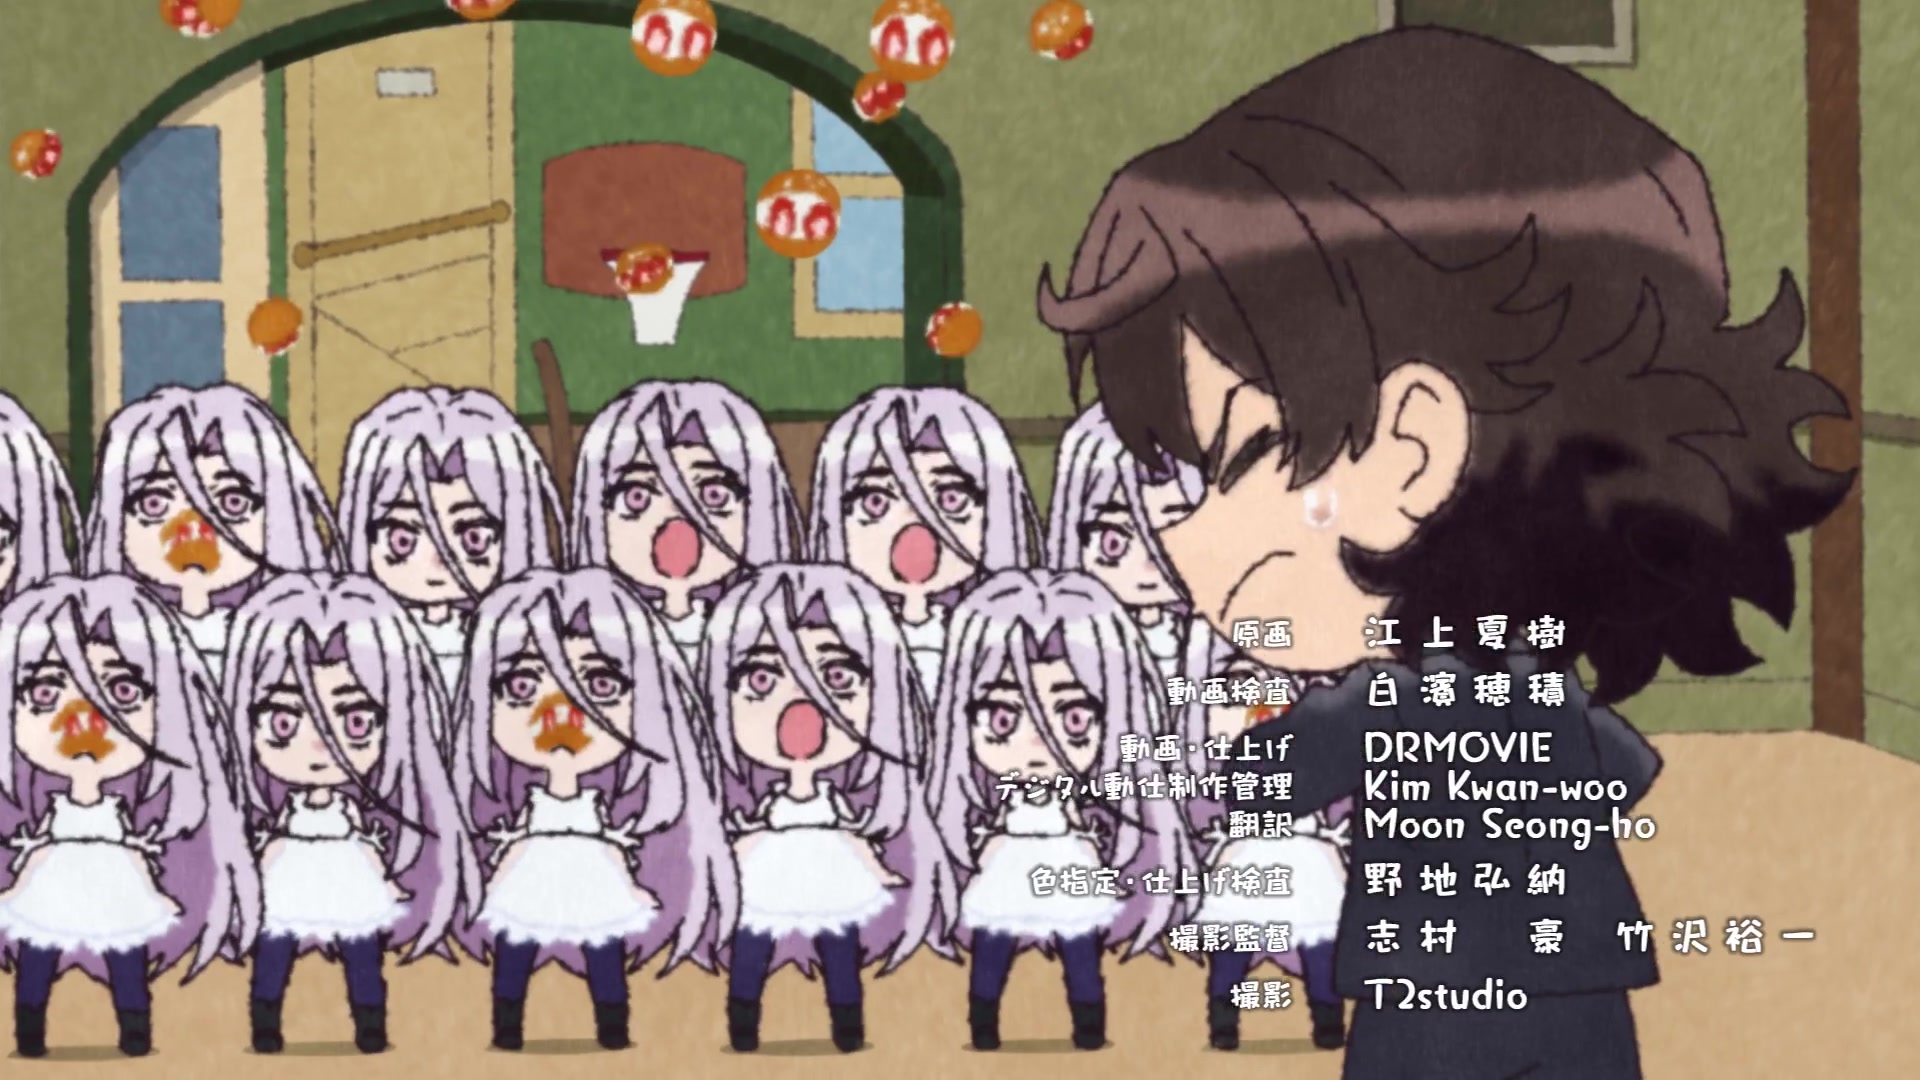 原画 江上夏樹
動画検査 白濱穂積
動画・仕上げ DRMOVIE
デジタル動仕制作管理 Kim Kwan-woo
翻訳 Moon Seong-ho
色指定・仕上げ検査 野地弘納
撮影監督 志村 豪 竹沢裕一
撮影 T2studio